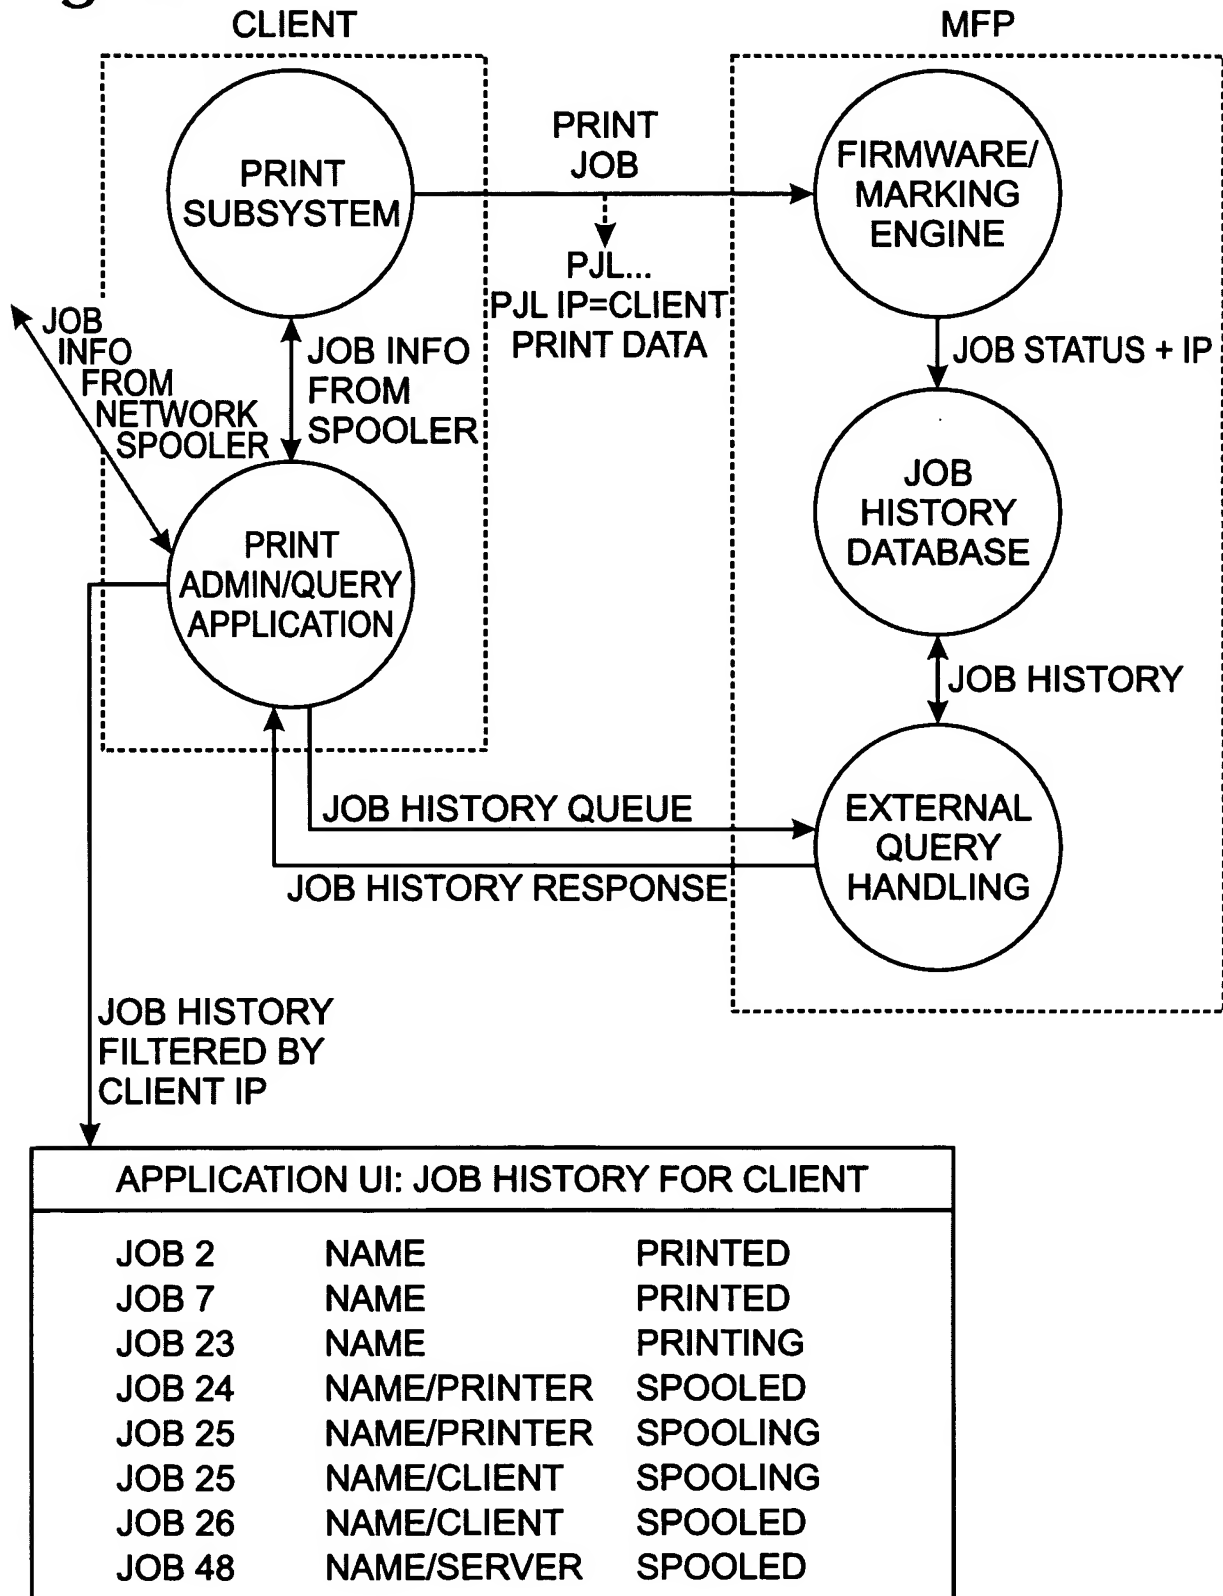 CLIENT
MFP
PRINT
SUBSYSTEM
PRINT
JOB
PJL...
PJL IP=CLIENT
PRINT DATA
FIRMWARE/
MARKING
ENGINE
JOB STATUS + IP
JOB
INFO
FROM
NETWORK
SPOOLER
JOB INFO
FROM
SPOOLER
JOB
HISTORY
DATABASE
PRINT
ADMIN/QUERY
APPLICATION
JOB HISTORY
JOB HISTORY QUEUE
JOB HISTORY RESPONSE
EXTERNAL
QUERY
HANDLING
JOB HISTORY
FILTERED BY
CLIENT IP
APPLICATION UI: JOB HISTORY FOR CLIENT
JOB 2 NAME PRINTED
JOB 7 NAME PRINTED
JOB 23 NAME PRINTING
JOB 24 NAME/PRINTER SPOOLED
JOB 25 NAME/PRINTER SPOOLING
JOB 25 NAME/CLIENT SPOOLING
JOB 26 NAME/CLIENT SPOOLED
JOB 48 NAME/SERVER SPOOLED